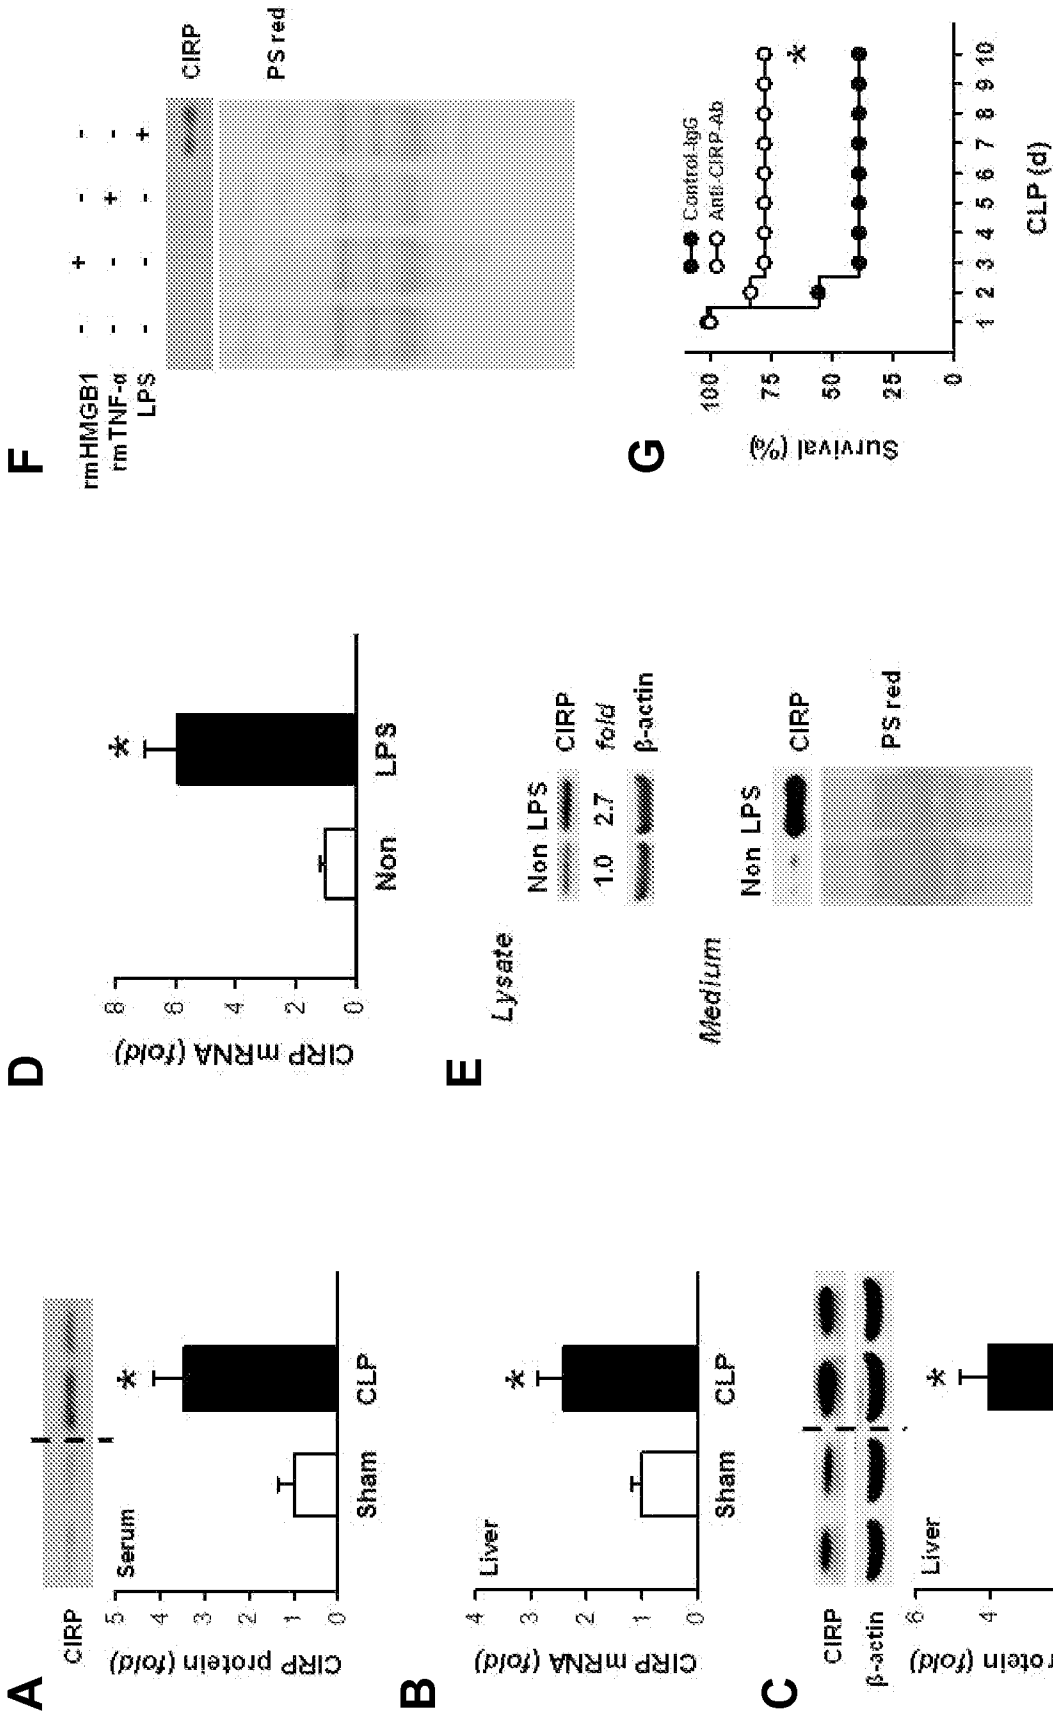 A
CIRP
Serum
CIRP protein (fold)
5
4
3
2
1
0
Sham
CLP
*
B
Liver
CIRP mRNA (fold)
4
3
2
1
0
Sham
CLP
*
C
CIRP
β-actin
Liver
rotein (fold)
6
4
*
D
CIRP mRNA (fold)
8
6
4
2
0
Non
LPS
*
E
Lysate
Non LPS
CIRP
1.0 2.7 fold
β-actin
Medium
Non LPS
CIRP
PS red
F
rmHMGB1 - + - -
rmTNF-α - - + -
LPS - - - +
CIRP
PS red
G
Control-IgG
Anti-CIRP-Ab
Survival (%)
100
75
50
25
0
*
1 2 3 4 5 6 7 8 9 10
CLP (d)